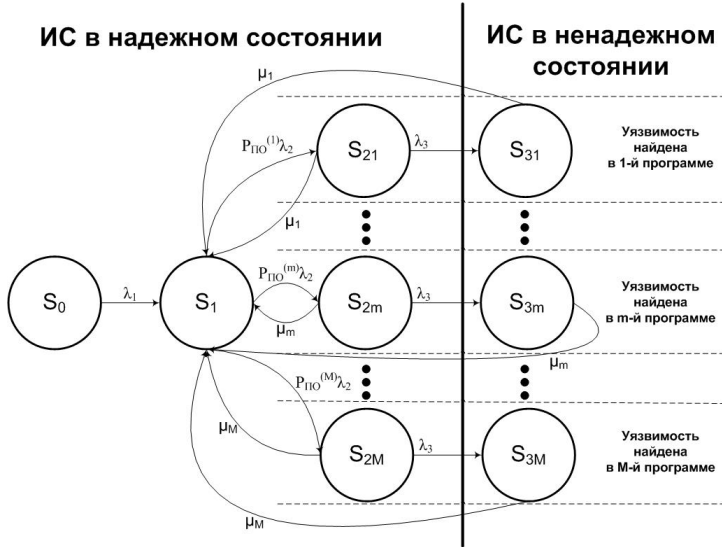 ИС в надежном состоянии
ИС в ненадежном
состоянии
μ1
PПО(1)λ2
S21
λ3
S31
Уязвимость
найдена
в 1-й программе
μ1
S0
λ1
S1
PПО(m)λ2
μm
S2m
λ3
S3m
Уязвимость
найдена
в m-й программе
μm
PПО(M)λ2
μM
S2M
λ3
S3M
Уязвимость
найдена
в M-й программе
μM